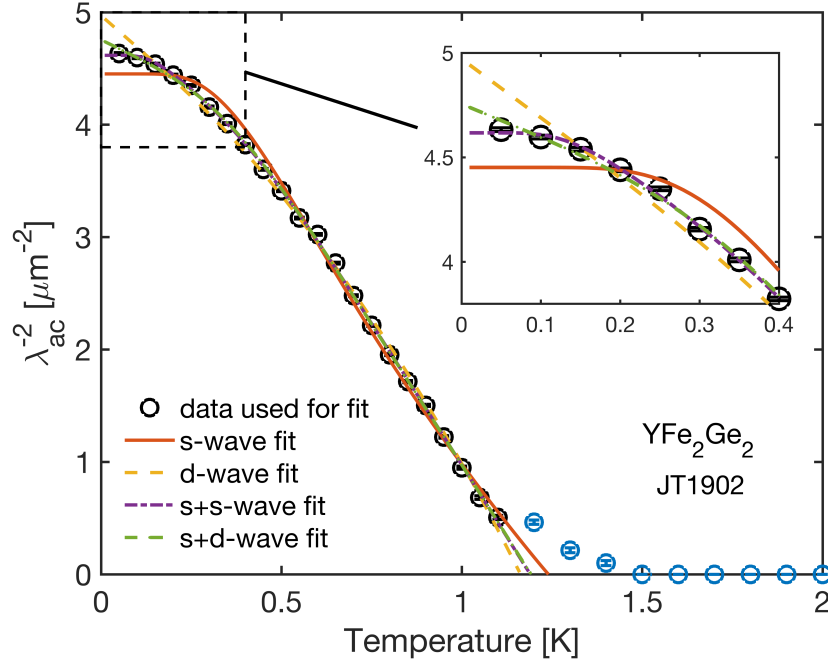 5
4
3
2
1
0
λac-2 [μm-2]
0
0.5
1
1.5
2
Temperature [K]
data used for fit
s-wave fit
d-wave fit
s+s-wave fit
s+d-wave fit
YFe2Ge2
JT1902
5
4.5
4
0
0.1
0.2
0.3
0.4